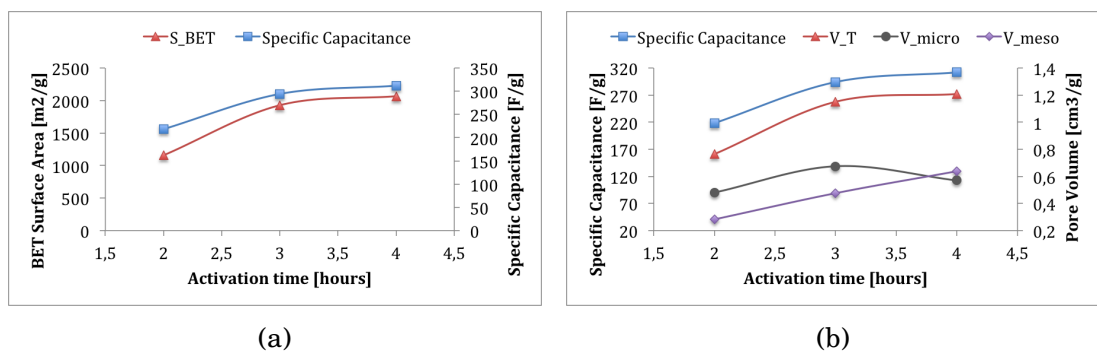 S_BET Specific Capacitance
BET Surface Area [m2/g]
2500
2000
1500
1000
500
0
1,5 2 2,5 3 3,5 4 4,5
Activation time [hours]
350
300
250
200
150
100
50
0
Specific Capacitance [F/g]
(a)
Specific Capacitance V_T V_micro V_meso
Specific Capacitance [F/g]
320
270
220
170
120
70
20
1,5 2 2,5 3 3,5 4 4,5
Activation time [hours]
1,4
1,2
1
0,8
0,6
0,4
0,2
Pore Volume [cm3/g]
(b)